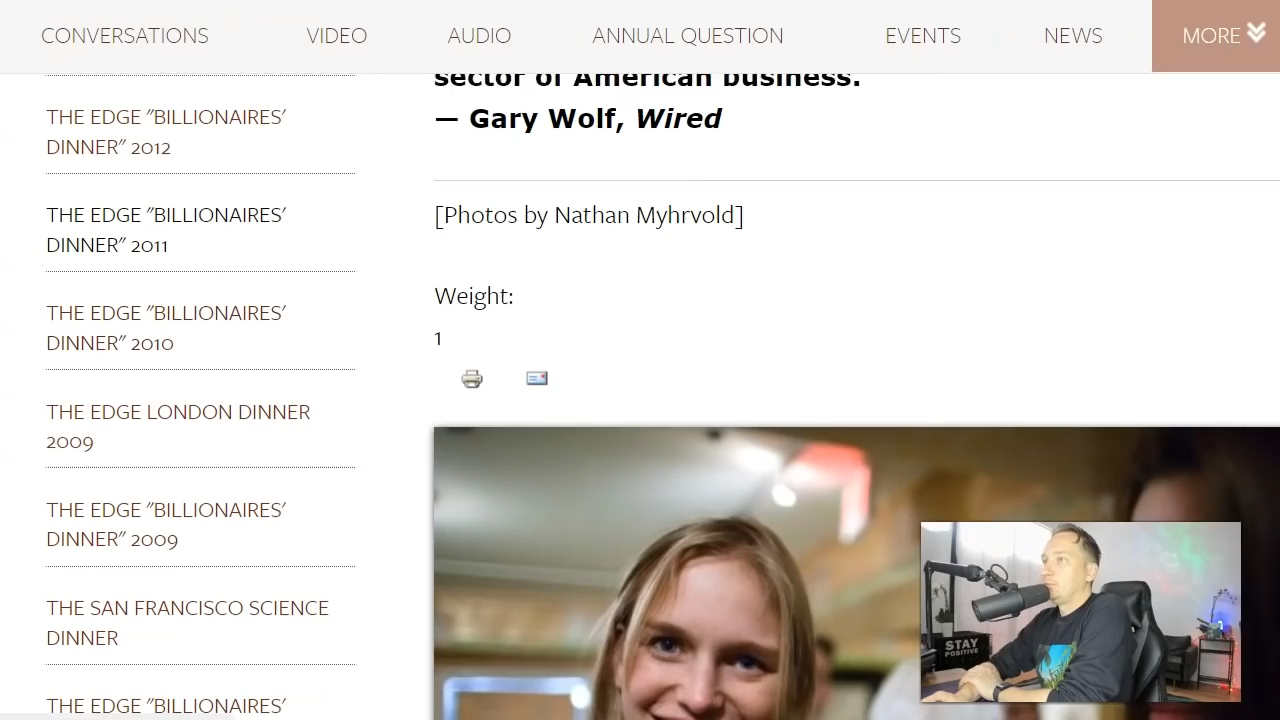 CONVERSATIONS VIDEO AUDIO ANNUAL QUESTION EVENTS NEWS MORE
THE EDGE "BILLIONAIRES'
DINNER" 2012
THE EDGE "BILLIONAIRES'
DINNER" 2011
THE EDGE "BILLIONAIRES'
DINNER" 2010
THE EDGE LONDON DINNER
2009
THE EDGE "BILLIONAIRES'
DINNER" 2009
THE SAN FRANCISCO SCIENCE
DINNER
THE EDGE "BILLIONAIRES'
sector of American business.
— Gary Wolf, Wired
[Photos by Nathan Myhrvold]
Weight:
1
STAY
POSITIVE